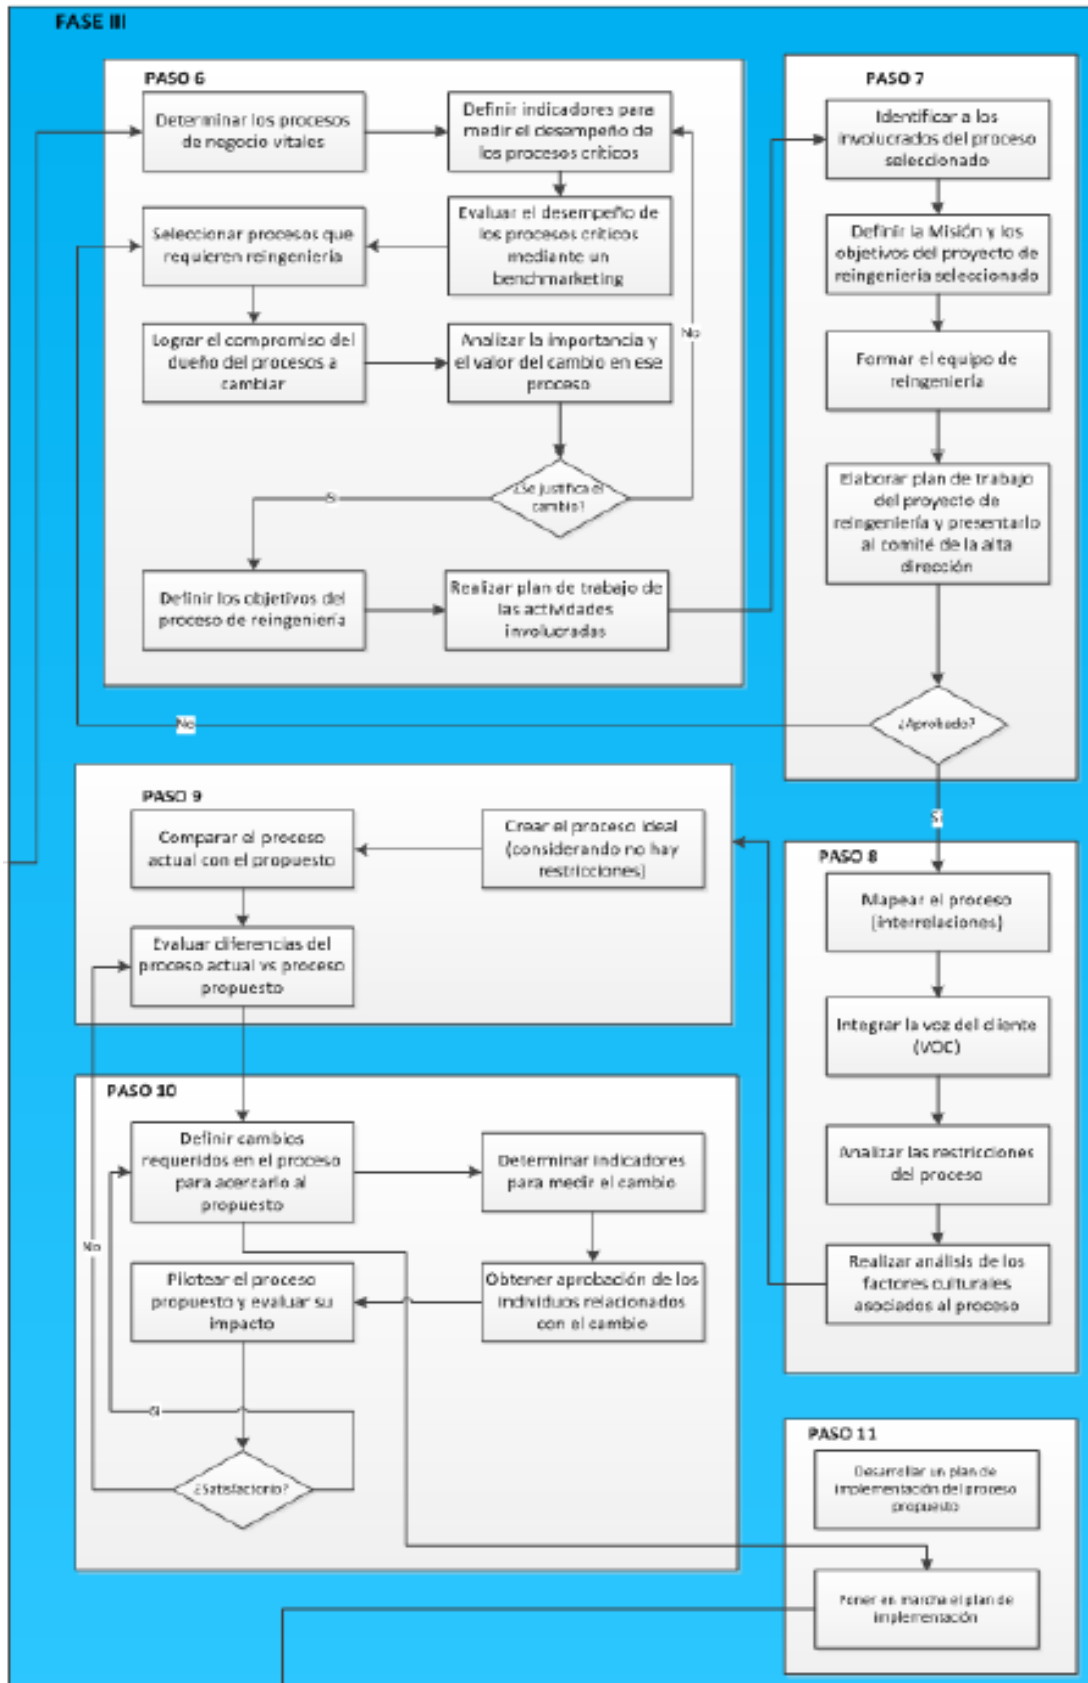 FASE III
PASO 6
Determinar los procesos
de negocio vitales
Definir indicadores para
medir el desempeño de
los procesos críticos
Evaluar el desempeño de
los procesos críticos
mediante un
benchmarketing
Seleccionar procesos que
requieren reingeniería
Lograr el compromiso del
dueño del procesos a
cambiar
Analizar la importancia y
el valor del cambio en ese
proceso
No
¿Se justifica el
cambio?
Si
Definir los objetivos del
proceso de reingeniería
Realizar plan de trabajo de
las actividades
involucradas
PASO 7
Identificar a los
involucrados del proceso
seleccionado
Definir la Misión y los
objetivos del proyecto de
reingeniería seleccionado
Formar el equipo de
reingeniería
Elaborar plan de trabajo
del proyecto de
reingeniería y presentarlo
al comité de la alta
dirección
¿Aprobado?
No
Si
PASO 8
Mapear el proceso
(interrelaciones)
Integrar la voz del cliente
(VOC)
Analizar las restricciones
del proceso
Realizar análisis de los
factores culturales
asociados al proceso
PASO 9
Crear el proceso ideal
(considerando no hay
restricciones)
Comparar el proceso
actual con el propuesto
Evaluar diferencias del
proceso actual vs proceso
propuesto
PASO 10
Definir cambios
requeridos en el proceso
para acercarlo al
propuesto
Determinar indicadores
para medir el cambio
Obtener aprobación de los
individuos relacionados
con el cambio
Pilotear el proceso
propuesto y evaluar su
impacto
No
Si
¿Satisfactorio?
PASO 11
Desarrollar un plan de
implementación del proceso
propuesto
Poner en marcha el plan de
implementación